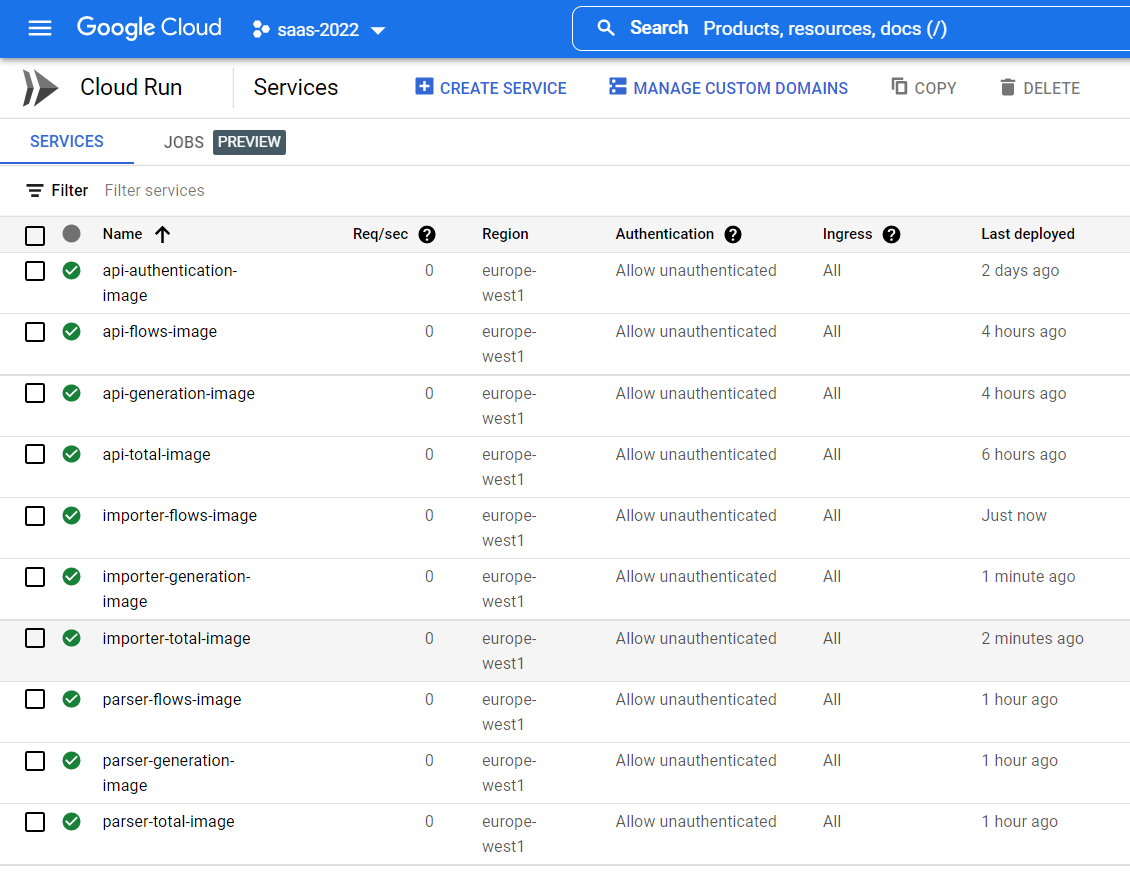 Google Cloud saas-2022 Search Products, resources, docs (/)
Cloud Run Services CREATE SERVICE MANAGE CUSTOM DOMAINS COPY DELETE
SERVICES JOBS PREVIEW
Filter Filter services
Name Req/sec ? Region Authentication ? Ingress ? Last deployed
api-authentication- 0 europe- Allow unauthenticated All 2 days ago
image west1
api-flows-image 0 europe- Allow unauthenticated All 4 hours ago
west1
api-generation-image 0 europe- Allow unauthenticated All 4 hours ago
west1
api-total-image 0 europe- Allow unauthenticated All 6 hours ago
west1
importer-flows-image 0 europe- Allow unauthenticated All Just now
west1
importer-generation- 0 europe- Allow unauthenticated All 1 minute ago
image west1
importer-total-image 0 europe- Allow unauthenticated All 2 minutes ago
west1
parser-flows-image 0 europe- Allow unauthenticated All 1 hour ago
west1
parser-generation- 0 europe- Allow unauthenticated All 1 hour ago
image west1
parser-total-image 0 europe- Allow unauthenticated All 1 hour ago
west1